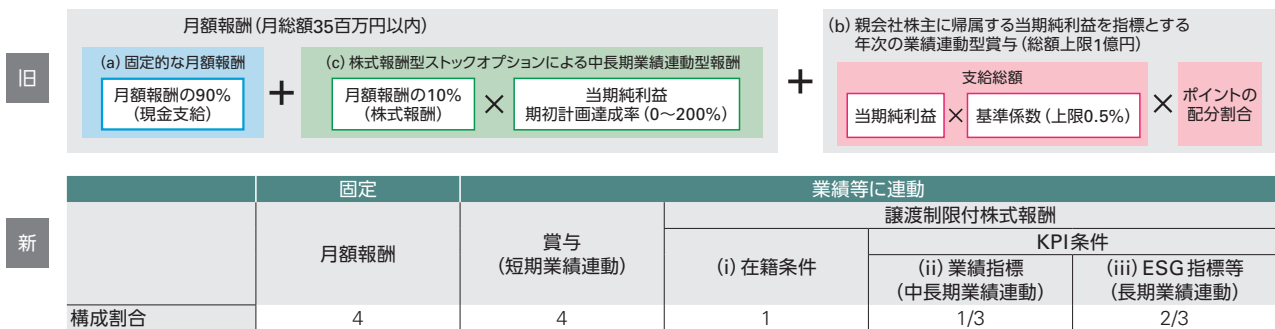 旧
月額報酬(月総額35百万円以内)
(a) 固定的な月額報酬
月額報酬の90%
(現金支給)
+
(c) 株式報酬型ストックオプションによる中長期業績連動型報酬
月額報酬の10%
(株式報酬)
×
当期純利益
期初計画達成率(0〜200%)
+
(b) 親会社株主に帰属する当期純利益を指標とする
年次の業績連動型賞与(総額上限1億円)
支給総額
当期純利益
×
基準係数(上限0.5%)
×
ポイントの
配分割合
新
固定
業績等に連動
月額報酬
賞与
(短期業績連動)
譲渡制限付株式報酬
(i) 在籍条件
KPI条件
(ii) 業績指標
(中長期業績連動)
(iii) ESG指標等
(長期業績連動)
構成割合 4 4 1 1/3 2/3